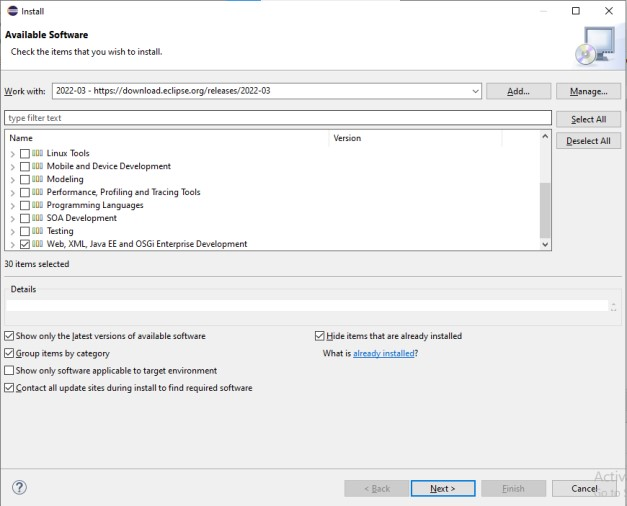 Install
Available Software
Check the items that you wish to install.
Work with: 2022-03 - https://download.eclipse.org/releases/2022-03 Add... Manage...
type filter text Select All
Name Version Deselect All
Linux Tools
Mobile and Device Development
Modeling
Performance, Profiling and Tracing Tools
Programming Languages
SOA Development
Testing
Web, XML, Java EE and OSGi Enterprise Development
30 items selected
Details
Show only the latest versions of available software Hide items that are already installed
Group items by category What is already installed?
Show only software applicable to target environment
Contact all update sites during install to find required software
? < Back Next > Finish Cancel